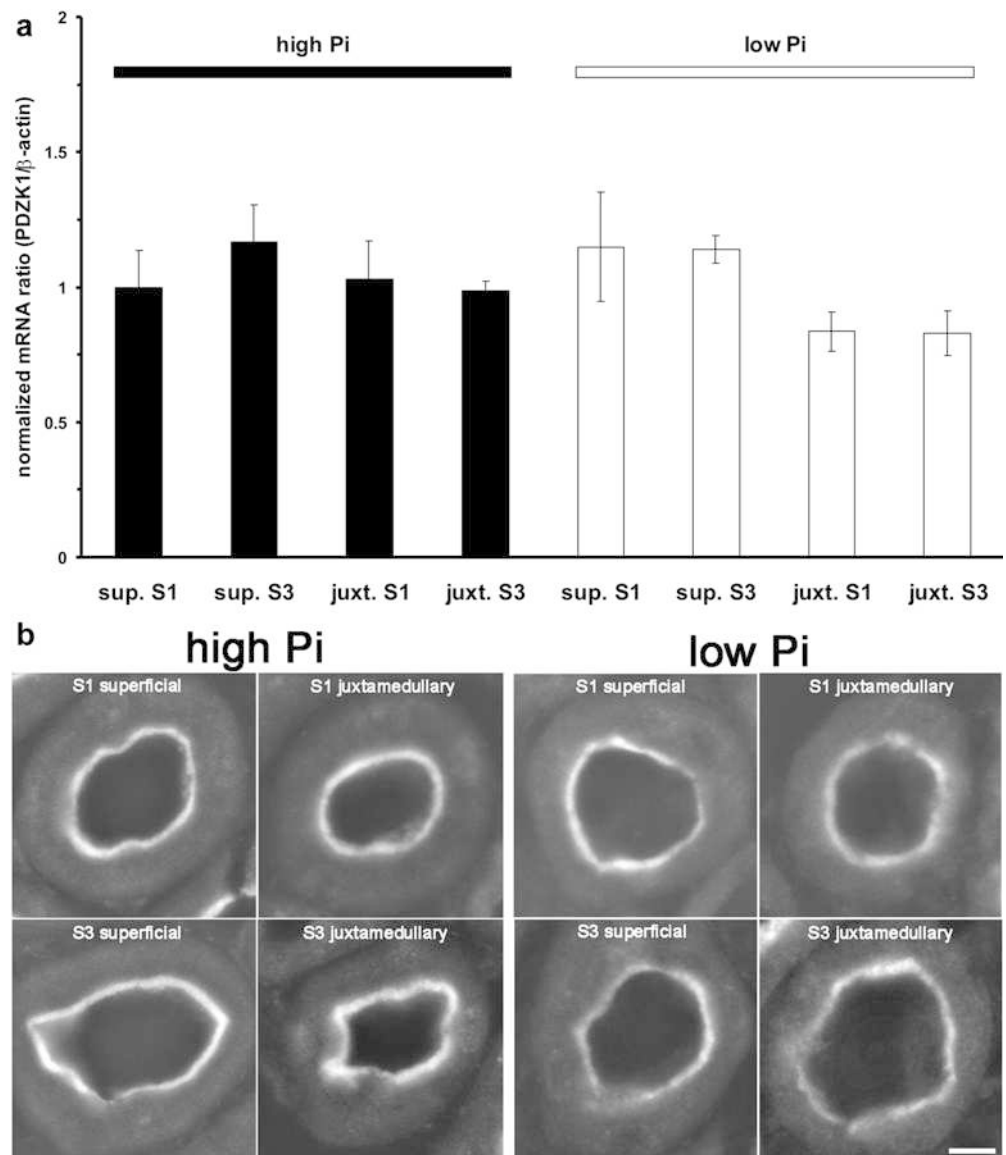 a
high Pi
low Pi
normalized mRNA ratio (PDZK1/β-actin)
2
1.5
1
0.5
0
sup. S1 sup. S3 juxt. S1 juxt. S3 sup. S1 sup. S3 juxt. S1 juxt. S3
b
high Pi low Pi
S1 superficial S1 juxtamedullary S1 superficial S1 juxtamedullary
S3 superficial S3 juxtamedullary S3 superficial S3 juxtamedullary